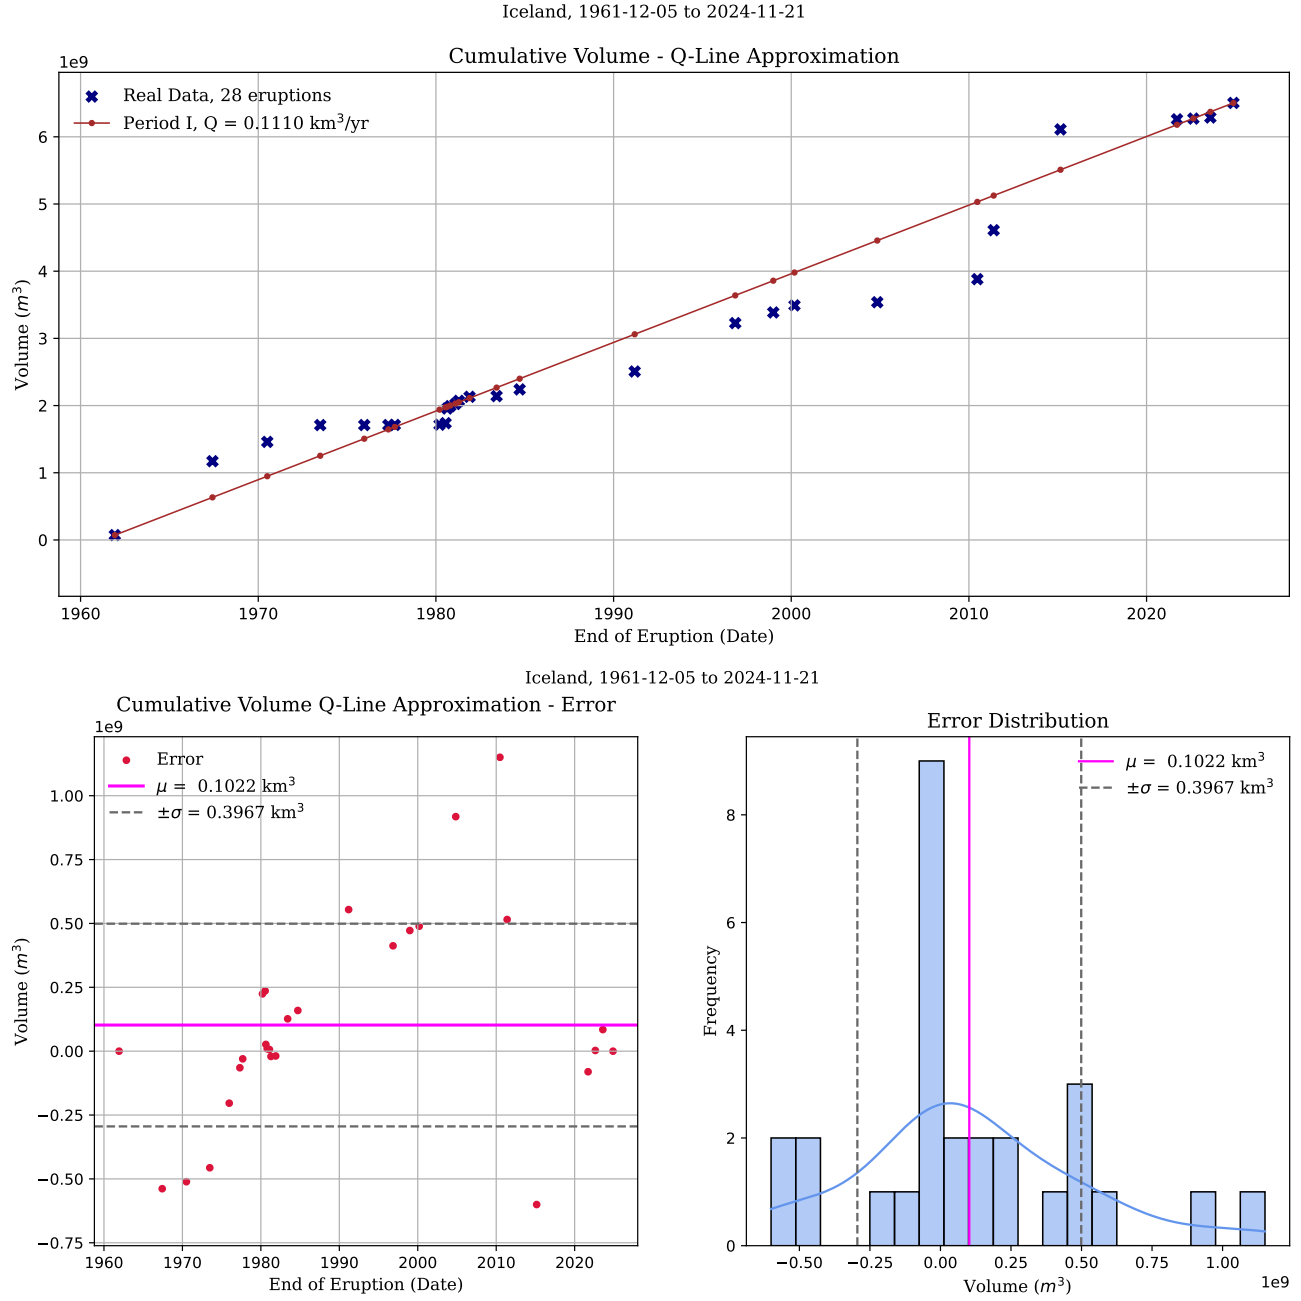 Iceland, 1961-12-05 to 2024-11-21
Cumulative Volume - Q-Line Approximation
1e9
Real Data, 28 eruptions
Period I, Q = 0.1110 km³/yr
6
5
4
3
2
1
0
Volume (m³)
1960 1970 1980 1990 2000 2010 2020
End of Eruption (Date)
Iceland, 1961-12-05 to 2024-11-21
Cumulative Volume Q-Line Approximation - Error
1e9
Error
μ = 0.1022 km³
±σ = 0.3967 km³
1.00
0.75
0.50
0.25
0.00
−0.25
−0.50
−0.75
Volume (m³)
1960 1970 1980 1990 2000 2010 2020
End of Eruption (Date)
Error Distribution
μ = 0.1022 km³
±σ = 0.3967 km³
8
6
4
2
0
Frequency
−0.50 −0.25 0.00 0.25 0.50 0.75 1.00
1e9
Volume (m³)